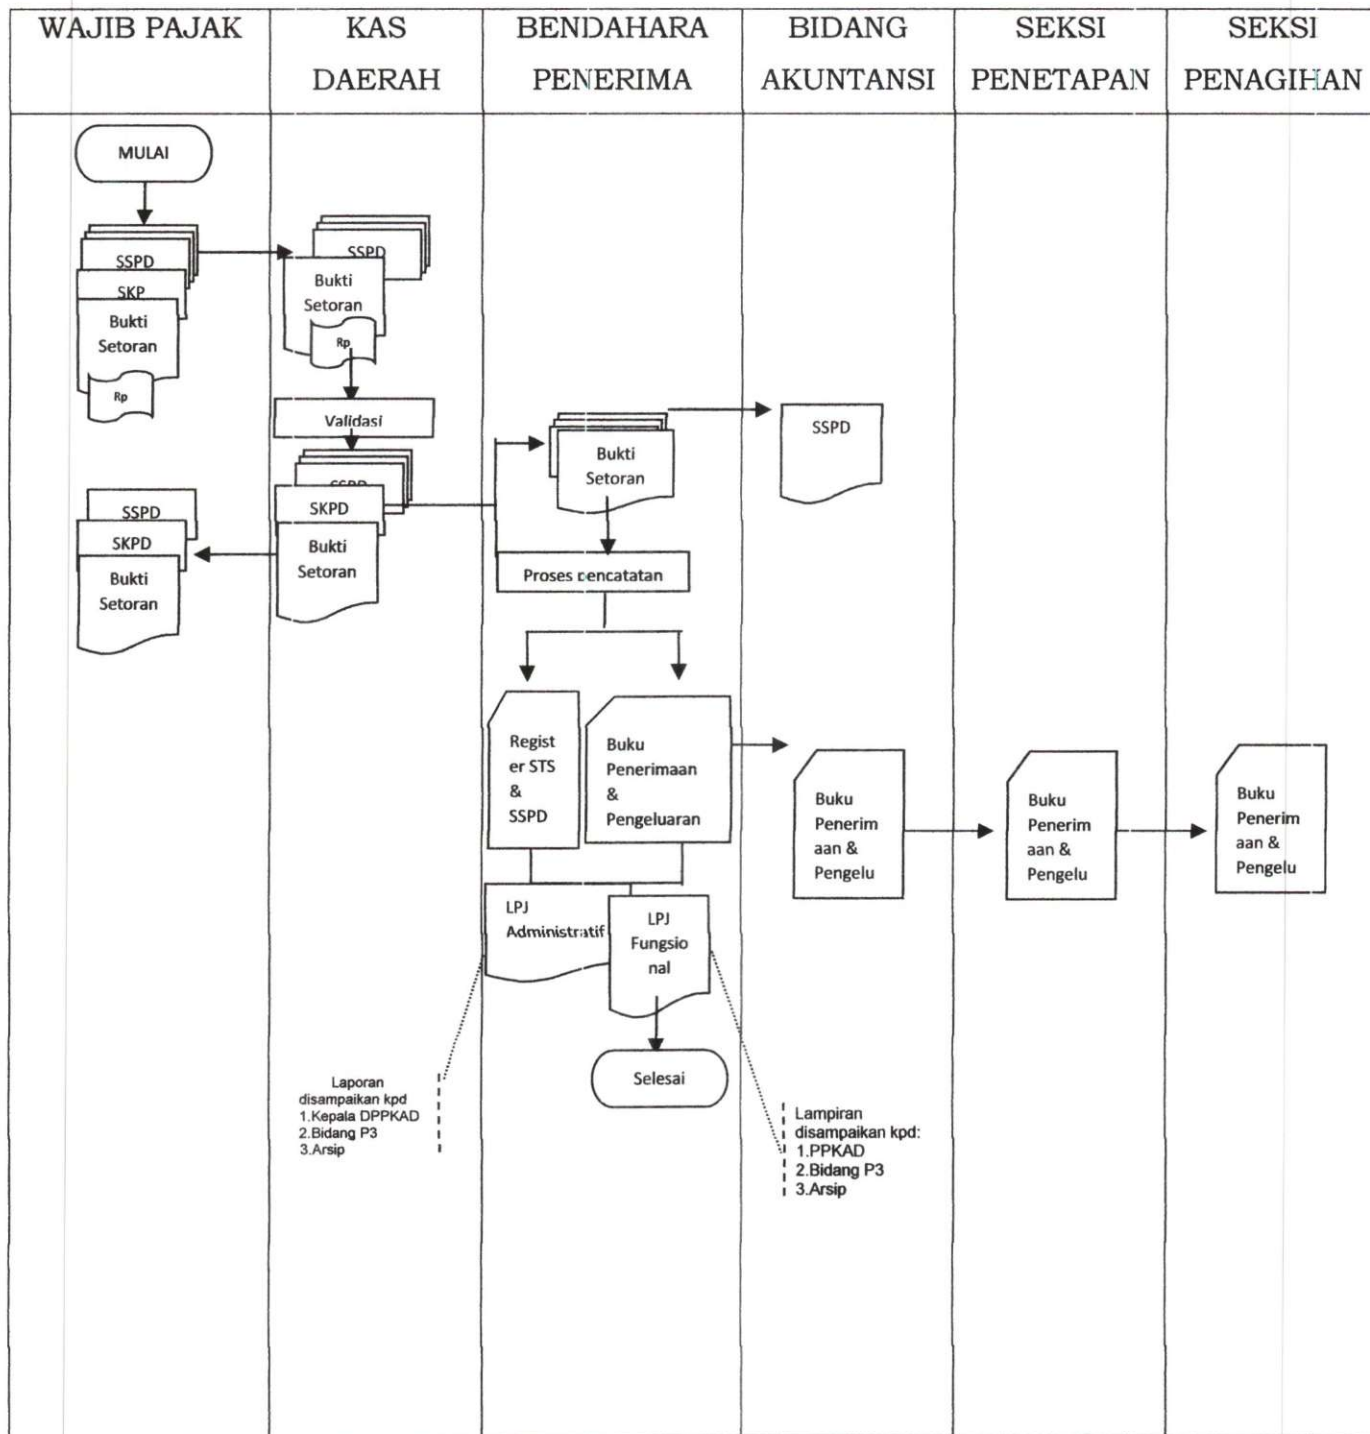 WAJIB PAJAK
KAS
DAERAH
BENDAHARA
PENERIMA
BIDANG
AKUNTANSI
SEKSI
PENETAPAN
SEKSI
PENAGIHAN
MULAI
SSPD
SKP
Bukti
Setoran
Rp
SSPD
Bukti
Setoran
Rp
Validasi
SSPD
SKPD
Bukti
Setoran
SSPD
SKPD
Bukti
Setoran
Bukti
Setoran
SSPD
Proses pencatatan
Regist
er STS
&
SSPD
Buku
Penerimaan
&
Pengeluaran
Buku
Penerim
aan &
Pengelu
Buku
Penerim
aan &
Pengelu
Buku
Penerim
aan &
Pengelu
LPJ
Administratif
LPJ
Fungsio
nal
Selesai
Laporan
disampaikan kpd
1.Kepala DPPKAD
2.Bidang P3
3.Arsip
Lampiran
disampaikan kpd:
1.PPKAD
2.Bidang P3
3.Arsip